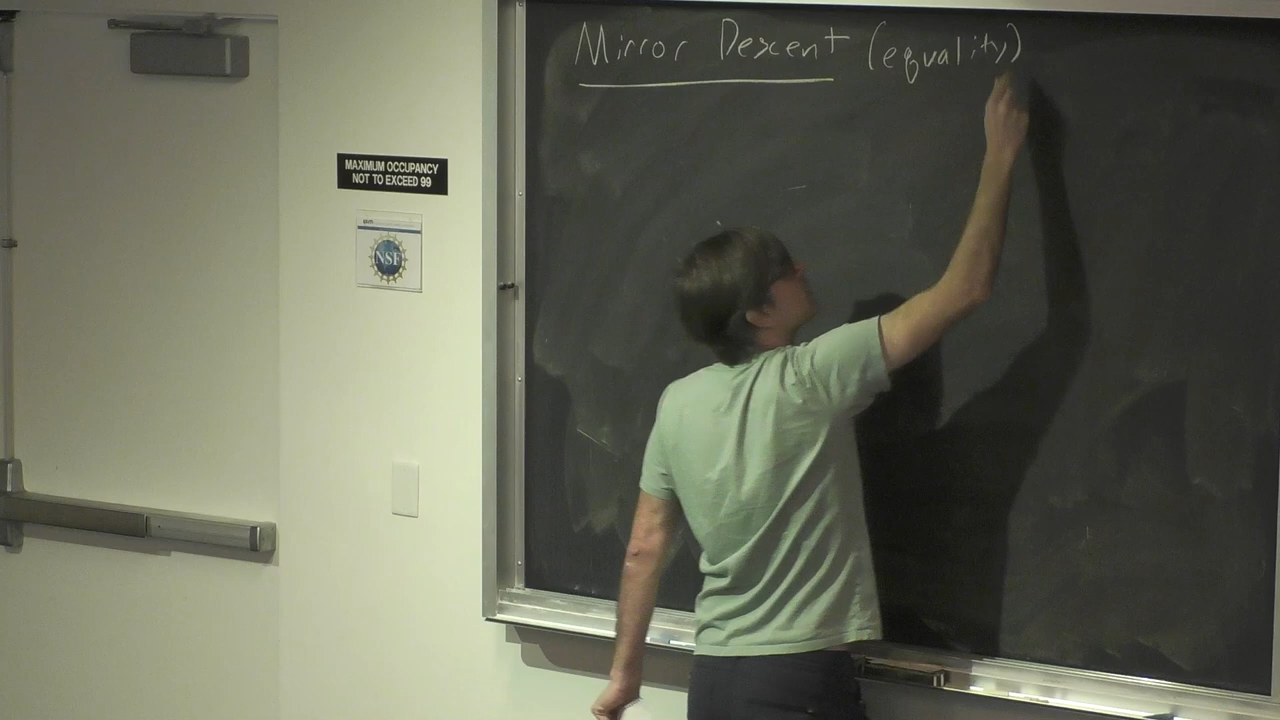 Mirror Descent (equality)
MAXIMUM OCCUPANCY
NOT TO EXCEED 99
NSF